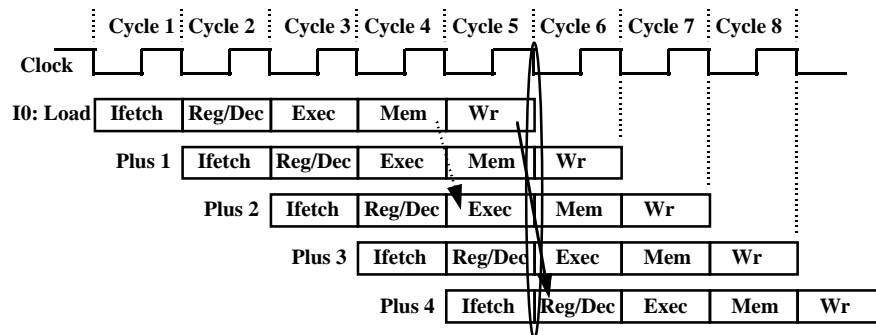 Cycle 1 Cycle 2 Cycle 3 Cycle 4 Cycle 5 Cycle 6 Cycle 7 Cycle 8
Clock
I0: Load Ifetch Reg/Dec Exec Mem Wr
Plus 1 Ifetch Reg/Dec Exec Mem Wr
Plus 2 Ifetch Reg/Dec Exec Mem Wr
Plus 3 Ifetch Reg/Dec Exec Mem Wr
Plus 4 Ifetch Reg/Dec Exec Mem Wr